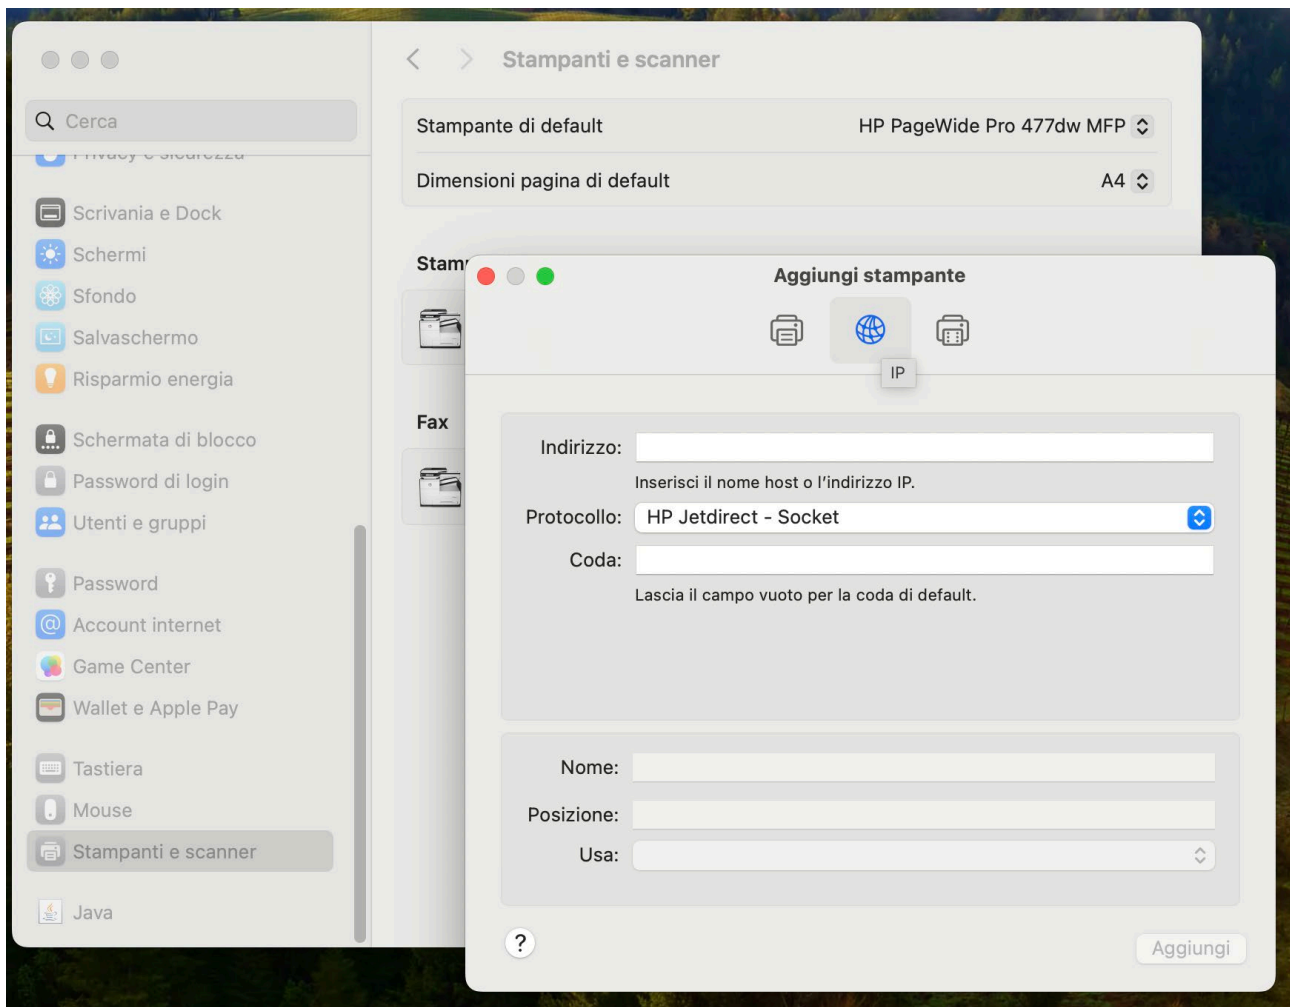 Cerca
Privacy e sicurezza
Scrivania e Dock
Schermi
Sfondo
Salvaschermo
Risparmio energia
Schermata di blocco
Password di login
Utenti e gruppi
Password
Account internet
Game Center
Wallet e Apple Pay
Tastiera
Mouse
Stampanti e scanner
Java
Stampanti e scanner
Stampante di default HP PageWide Pro 477dw MFP
Dimensioni pagina di default A4
Fax
Aggiungi stampante
IP
Indirizzo:
Inserisci il nome host o l'indirizzo IP.
Protocollo: HP Jetdirect - Socket
Coda:
Lascia il campo vuoto per la coda di default.
Nome:
Posizione:
Usa:
?
Aggiungi